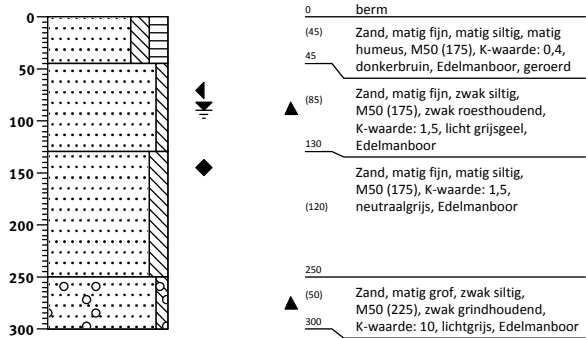 0
50
100
150
200
250
300
0 berm
(45) Zand, matig fijn, matig siltig, matig
humeus, M50 (175), K-waarde: 0,4,
45 donkerbruin, Edelmanboor, geroerd
(85) Zand, matig fijn, zwak siltig,
M50 (175), zwak roesthoudend,
K-waarde: 1,5, licht grijsgeel,
130 Edelmanboor
Zand, matig fijn, matig siltig,
M50 (175), K-waarde: 1,5,
(120) neutraalgrijs, Edelmanboor
250
(50) Zand, matig grof, zwak siltig,
M50 (225), zwak grindhoudend,
300 K-waarde: 10, lichtgrijs, Edelmanboor